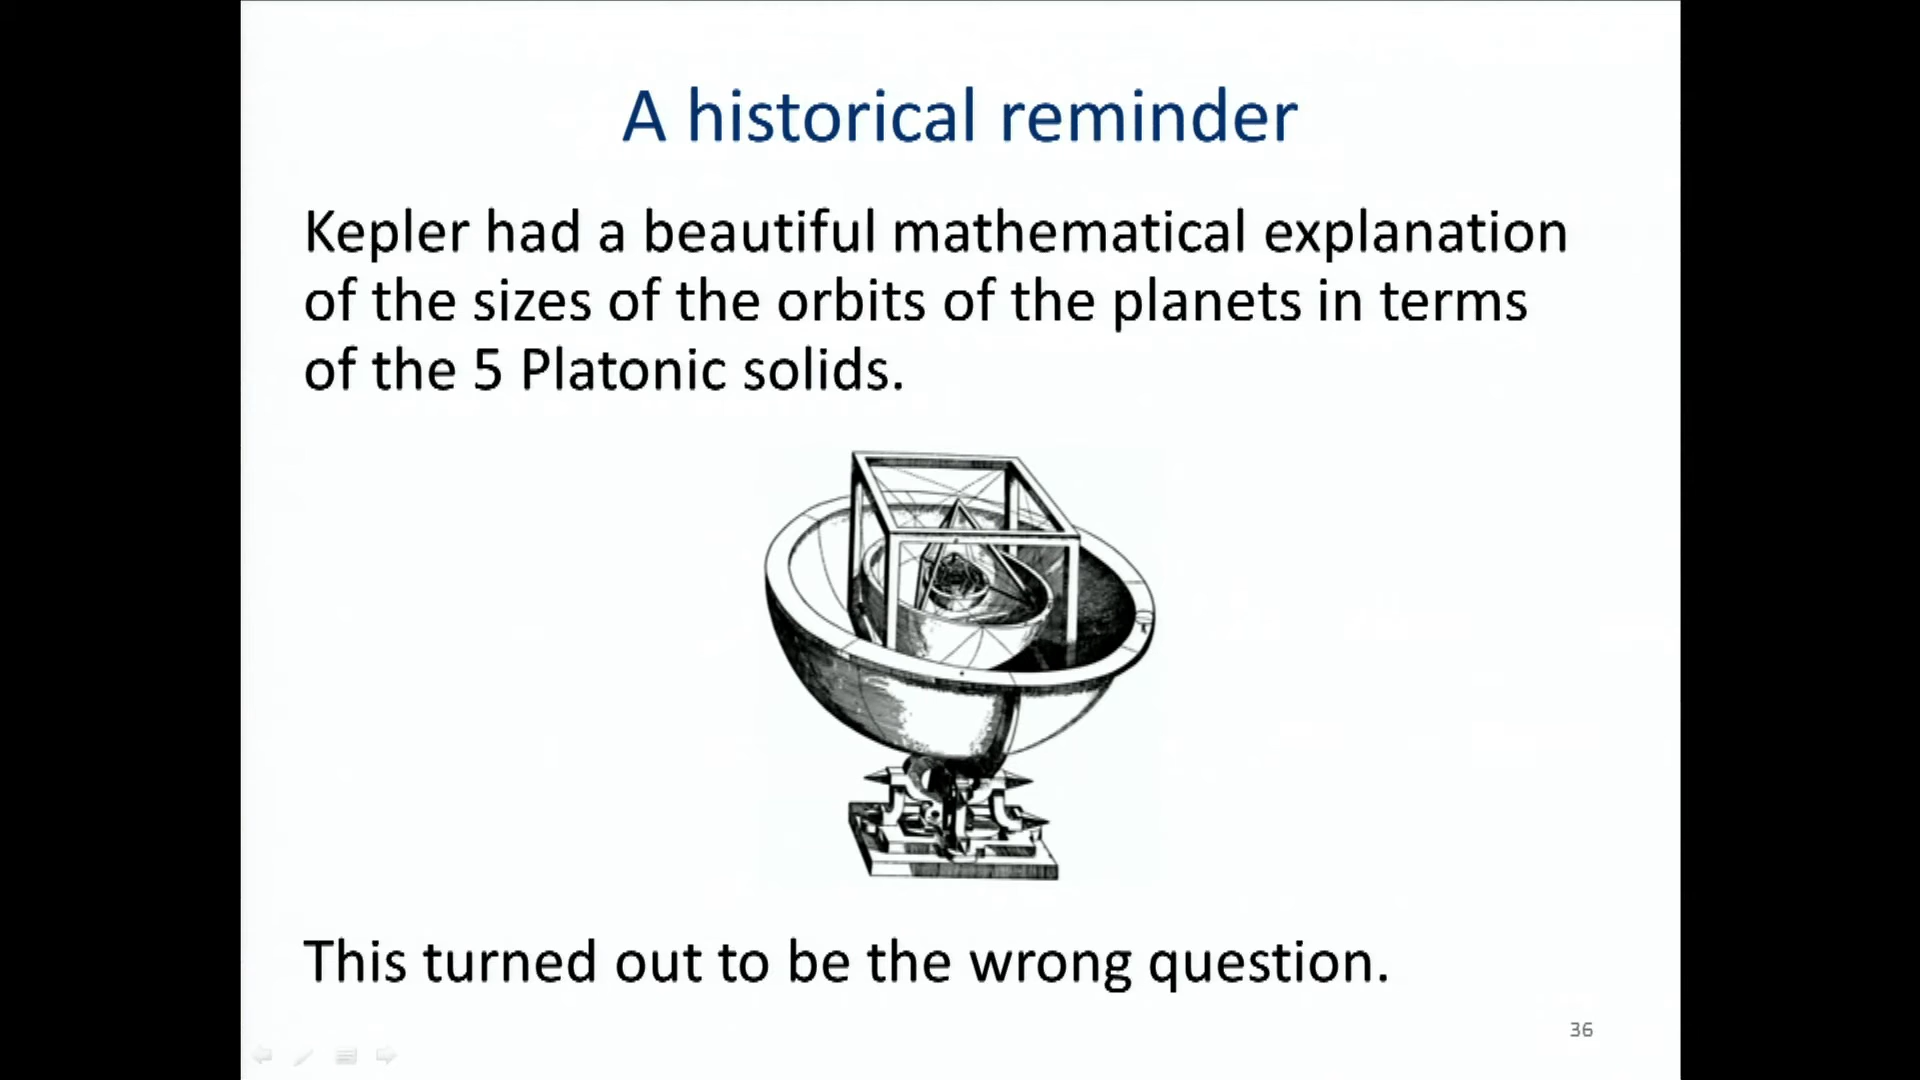 A historical reminder
Kepler had a beautiful mathematical explanation
of the sizes of the orbits of the planets in terms
of the 5 Platonic solids.
This turned out to be the wrong question.
36